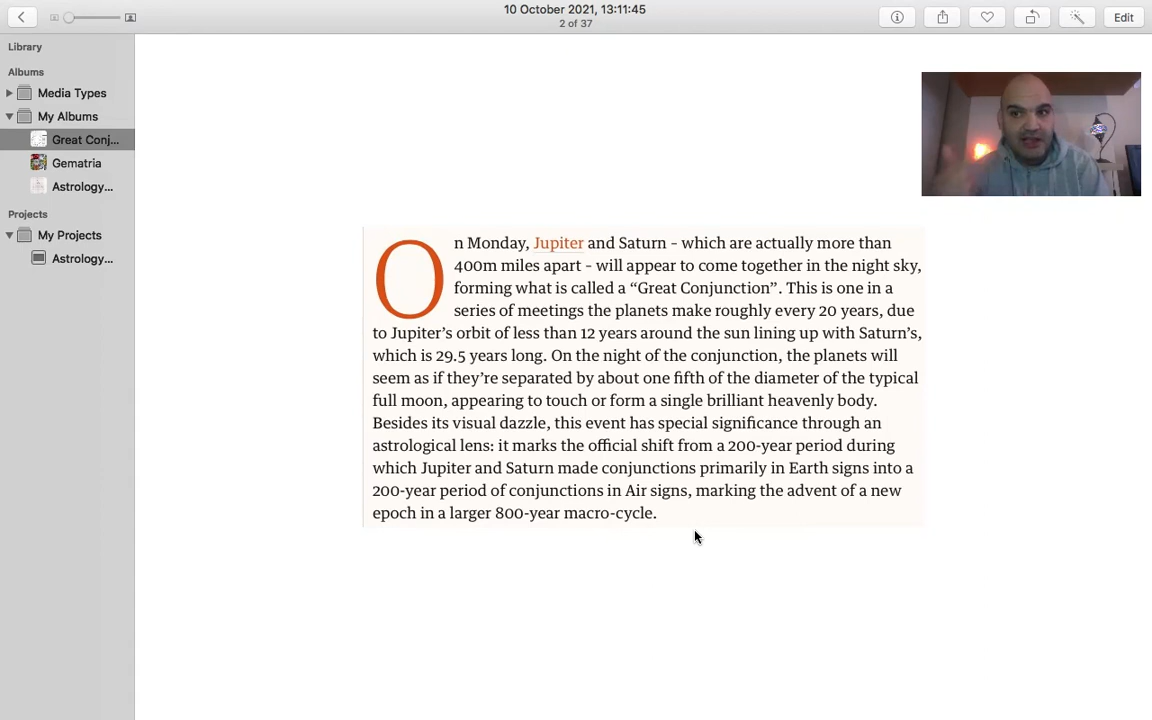 10 October 2021, 13:11:45
2 of 37
Edit
Library
Albums
Media Types
My Albums
Great Conj...
Gematria
Astrology...
Projects
My Projects
Astrology...
On Monday, Jupiter and Saturn – which are actually more than
400m miles apart – will appear to come together in the night sky,
forming what is called a “Great Conjunction”. This is one in a
series of meetings the planets make roughly every 20 years, due
to Jupiter’s orbit of less than 12 years around the sun lining up with Saturn’s,
which is 29.5 years long. On the night of the conjunction, the planets will
seem as if they’re separated by about one fifth of the diameter of the typical
full moon, appearing to touch or form a single brilliant heavenly body.
Besides its visual dazzle, this event has special significance through an
astrological lens: it marks the official shift from a 200-year period during
which Jupiter and Saturn made conjunctions primarily in Earth signs into a
200-year period of conjunctions in Air signs, marking the advent of a new
epoch in a larger 800-year macro-cycle.